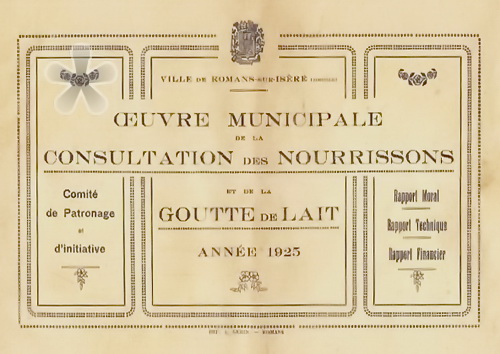 VILLE DE ROMANS-SUR-ISÈRE
ŒUVRE MUNICIPALE
DE LA
CONSULTATION DES NOURRISSONS
ET DE LA
GOUTTE DE LAIT
ANNÉE 1925
Comité
de Patronage
et
d'initiative
Rapport Moral
Rapport Technique
Rapport Financier